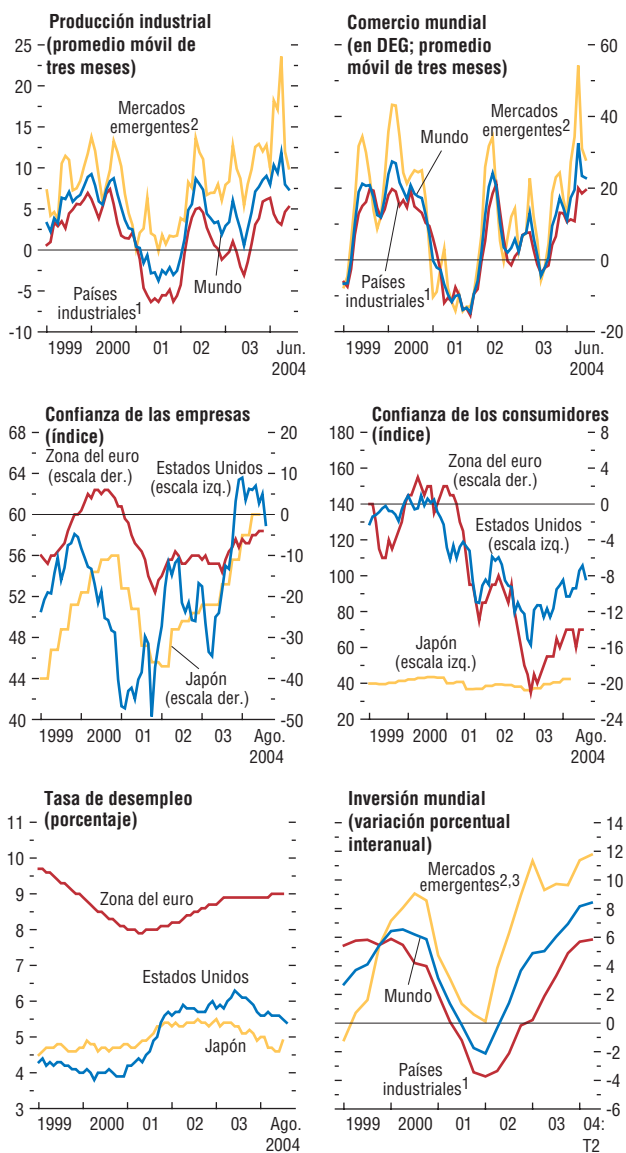 Producción industrial
(promedio móvil de
tres meses)
25
20
15
10
5
0
-5
-10
Mercados
emergentes2
Mundo
Países
industriales1
1999
2000
01
02
03
Jun.
2004
Comercio mundial
(en DEG; promedio
móvil de tres meses)
60
40
20
0
-20
Mercados
emergentes2
Mundo
Países
industriales1
1999
2000
01
02
03
Jun.
2004
Confianza de las empresas
(índice)
68
64
60
56
52
48
44
40
20
10
0
-10
-20
-30
-40
-50
Zona del euro
(escala der.)
Estados Unidos
(escala izq.)
Japón
(escala der.)
1999
2000
01
02
03
Ago.
2004
Confianza de los consumidores
(índice)
180
160
140
120
100
80
60
40
20
8
4
0
-4
-8
-12
-16
-20
-24
Zona del euro
(escala der.)
Estados Unidos
(escala izq.)
Japón
(escala izq.)
1999
2000
01
02
03
Ago.
2004
Tasa de desempleo
(porcentaje)
11
10
9
8
7
6
5
4
3
Zona del euro
Estados Unidos
Japón
1999
2000
01
02
03
Ago.
2004
Inversión mundial
(variación porcentual
interanual)
14
12
10
8
6
4
2
0
-2
-4
-6
Mercados
emergentes2,3
Mundo
Países
industriales1
1999
2000
01
02
03
04:
T2